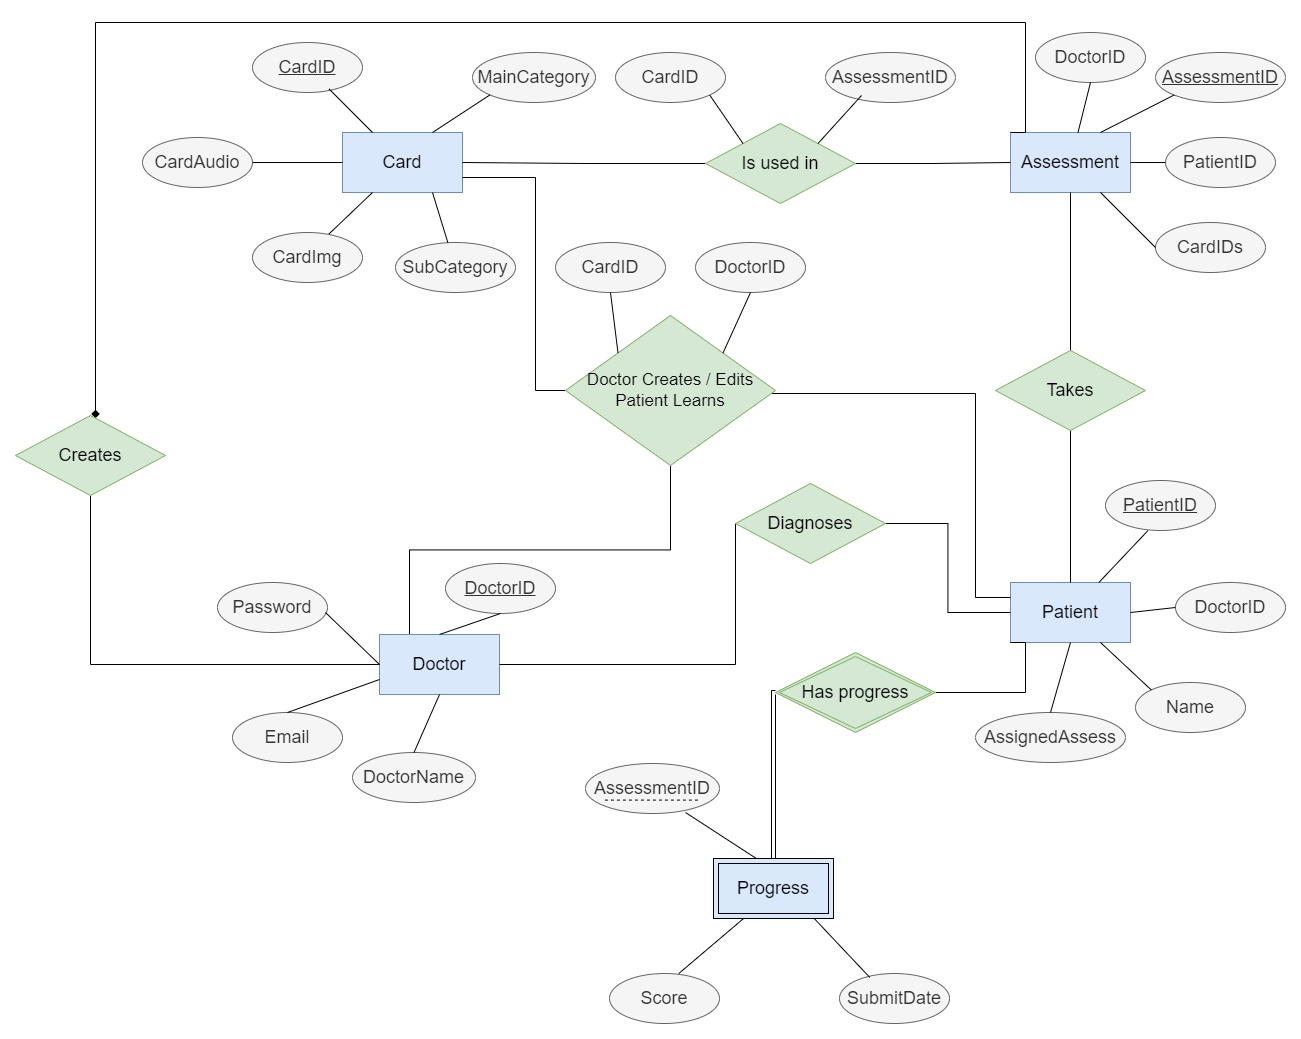 DoctorID
CardID
MainCategory
CardID
AssessmentID
AssessmentID
CardAudio
Card
Is used in
Assessment
PatientID
CardImg
SubCategory
CardID
DoctorID
CardIDs
Doctor Creates / Edits
Patient Learns
Takes
Creates
Diagnoses
PatientID
Password
DoctorID
Patient
DoctorID
Doctor
Has progress
Name
Email
DoctorName
AssignedAssess
AssessmentID
Progress
Score
SubmitDate